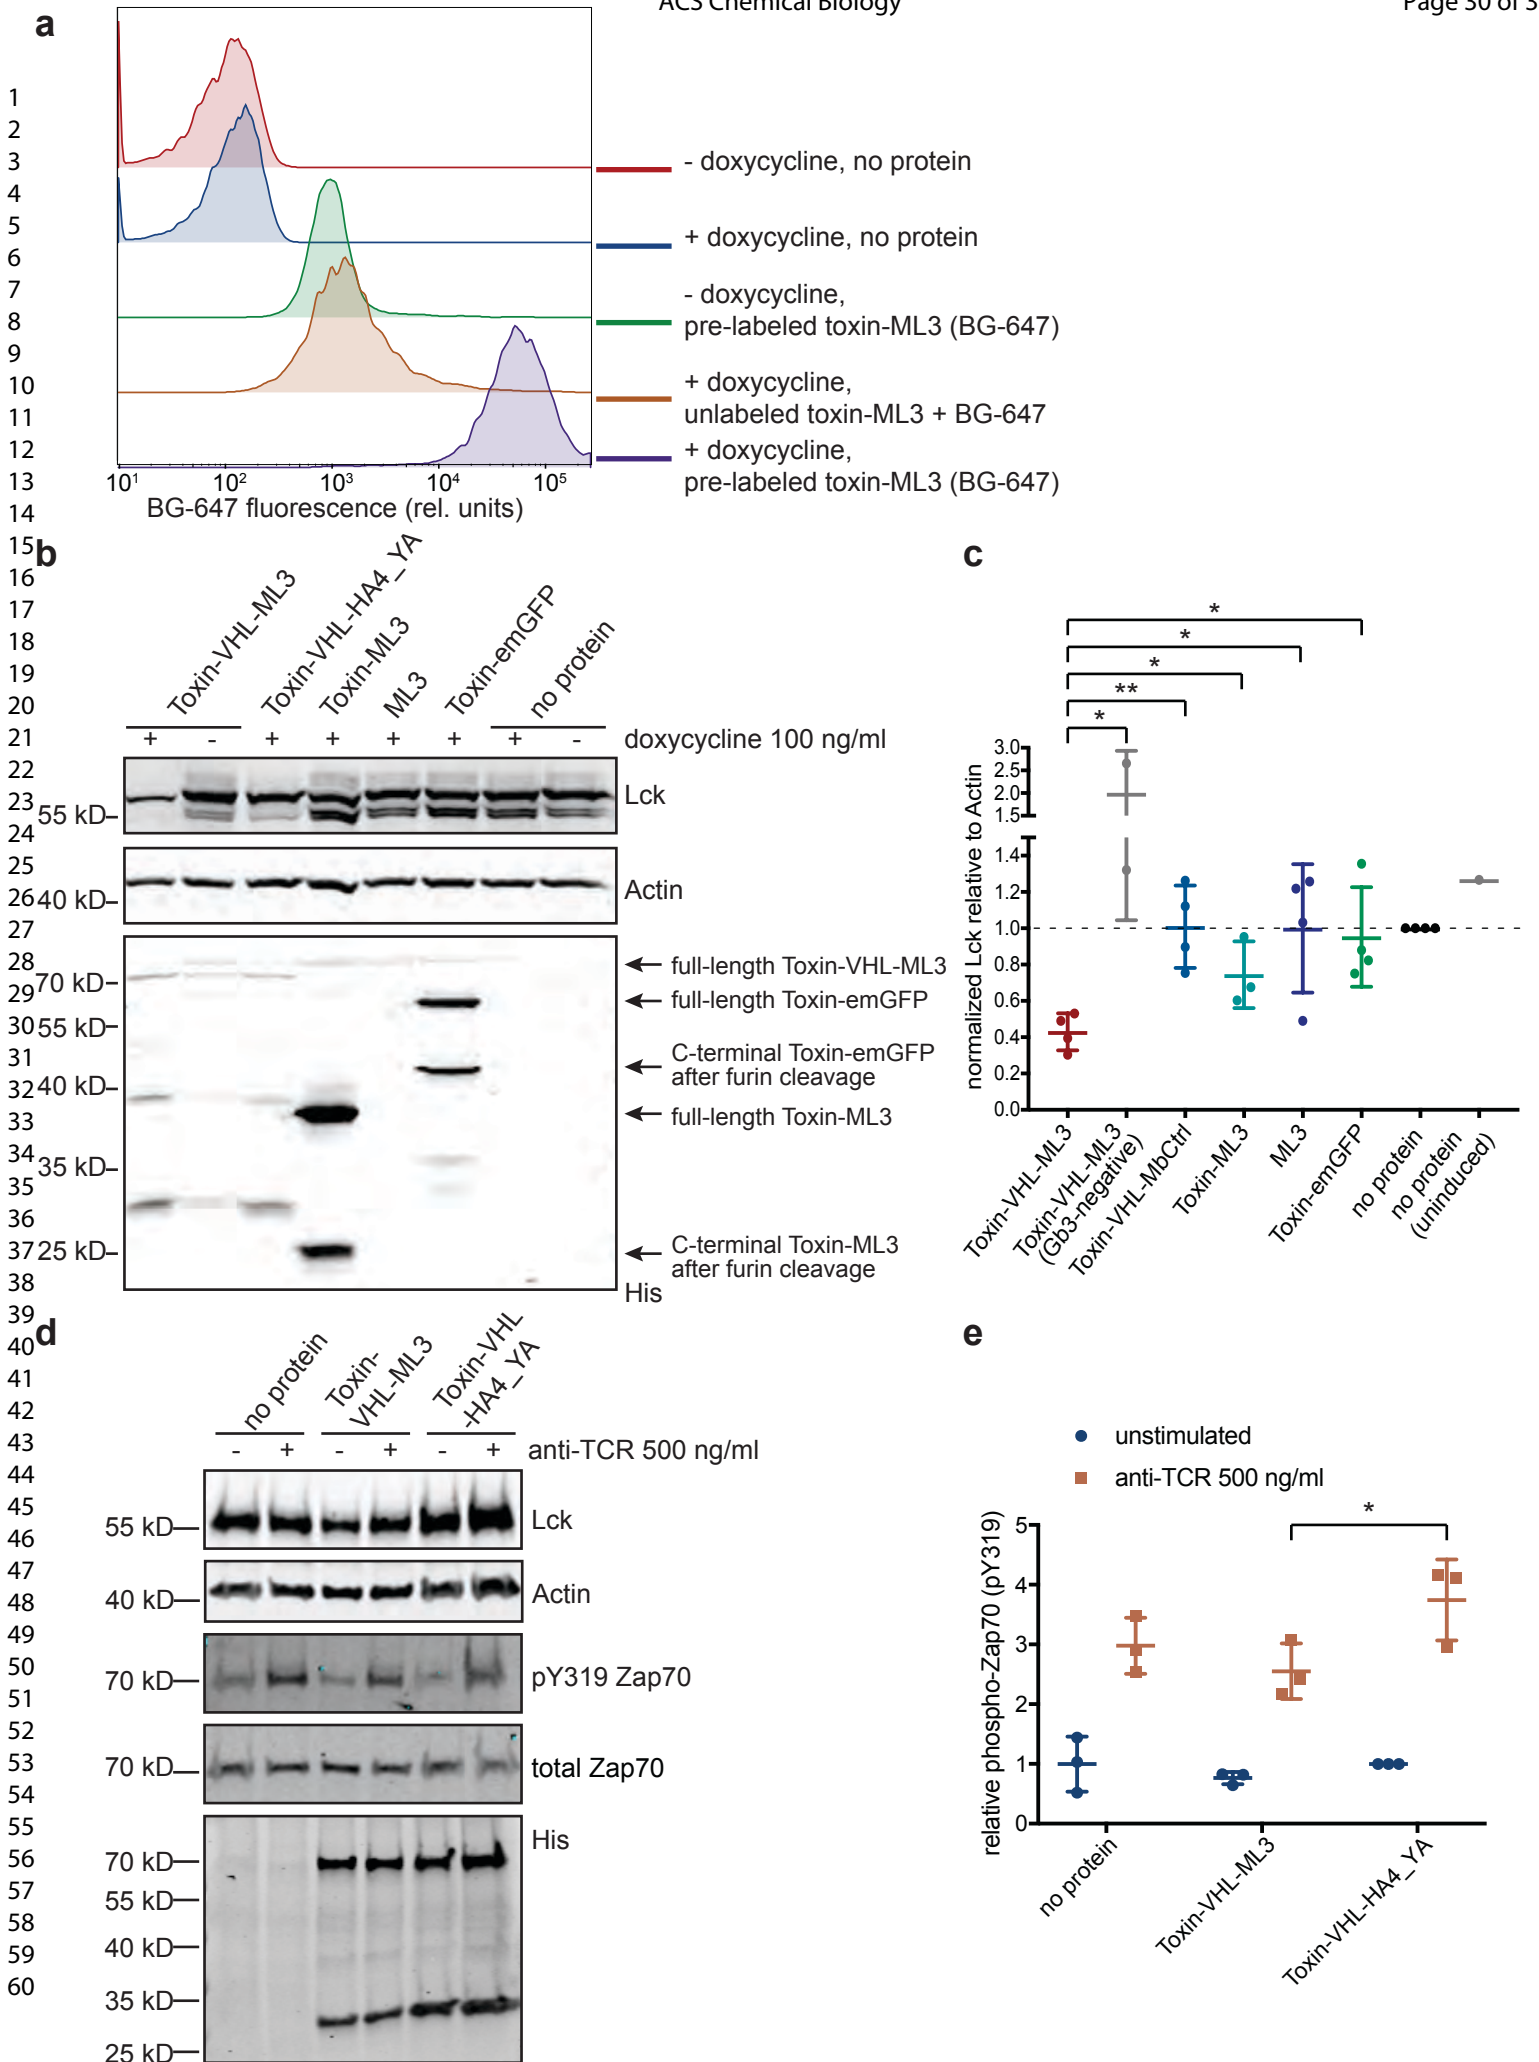 ACS Chemical Biology
Page 30 of 3
1
2
3
4
5
6
7
8
9
10
11
12
13
14
15
16
17
18
19
20
21
22
23
24
25
26
27
28
29
30
31
32
33
34
35
36
37
38
39
40
41
42
43
44
45
46
47
48
49
50
51
52
53
54
55
56
57
58
59
60
a
- doxycycline, no protein
+ doxycycline, no protein
- doxycycline,
pre-labeled toxin-ML3 (BG-647)
+ doxycycline,
unlabeled toxin-ML3 + BG-647
+ doxycycline,
pre-labeled toxin-ML3 (BG-647)
10¹ 10² 10³ 10⁴ 10⁵
BG-647 fluorescence (rel. units)
b
Toxin-VHL-ML3
Toxin-VHL-HA4_YA
Toxin-ML3
ML3
Toxin-emGFP
no protein
+ - + + + + + - doxycycline 100 ng/ml
Lck
55 kD
Actin
40 kD
full-length Toxin-VHL-ML3
70 kD
full-length Toxin-emGFP
55 kD
C-terminal Toxin-emGFP
after furin cleavage
40 kD
full-length Toxin-ML3
35 kD
25 kD
C-terminal Toxin-ML3
after furin cleavage
His
c
* 
* 
* 
** 
* 
normalized Lck relative to Actin
3.0
2.5
2.0
1.5
1.4
1.2
1.0
0.8
0.6
0.4
0.2
0.0
Toxin-VHL-ML3
Toxin-VHL-ML3
(Gb3-negative)
Toxin-VHL-MbCtrl
Toxin-ML3
ML3
Toxin-emGFP
no protein
no protein
(uninduced)
d
no protein
Toxin-
VHL-ML3
Toxin-VHL
-HA4_YA
- + - + - + anti-TCR 500 ng/ml
55 kD
Lck
40 kD
Actin
70 kD
pY319 Zap70
70 kD
total Zap70
His
70 kD
55 kD
40 kD
35 kD
25 kD
e
unstimulated
anti-TCR 500 ng/ml
*
relative phospho-Zap70 (pY319)
5
4
3
2
1
0
no protein
Toxin-VHL-ML3
Toxin-VHL-HA4_YA